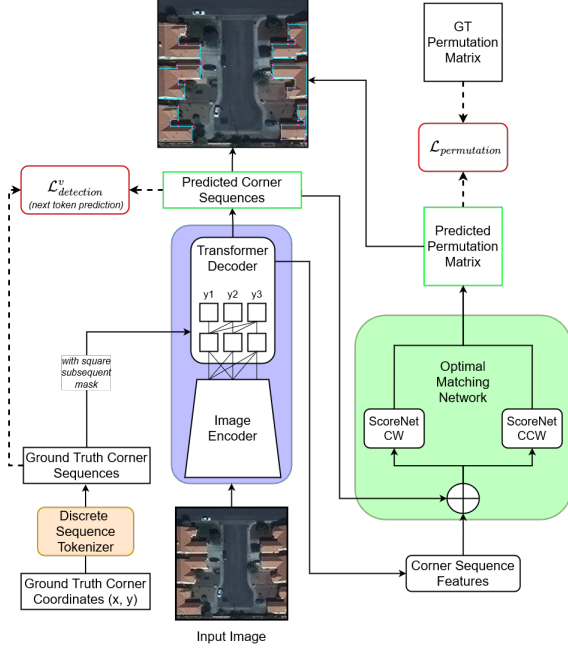 GT
Permutation
Matrix
ℒpermutation
ℒᵛdetection
(next token prediction)
Predicted Corner
Sequences
Predicted
Permutation
Matrix
Transformer
Decoder
y1 y2 y3
with square
subsequent
mask
Image
Encoder
Optimal
Matching
Network
ScoreNet
CW
ScoreNet
CCW
Ground Truth Corner
Sequences
Discrete
Sequence
Tokenizer
Ground Truth Corner
Coordinates (x, y)
Corner Sequence
Features
Input Image